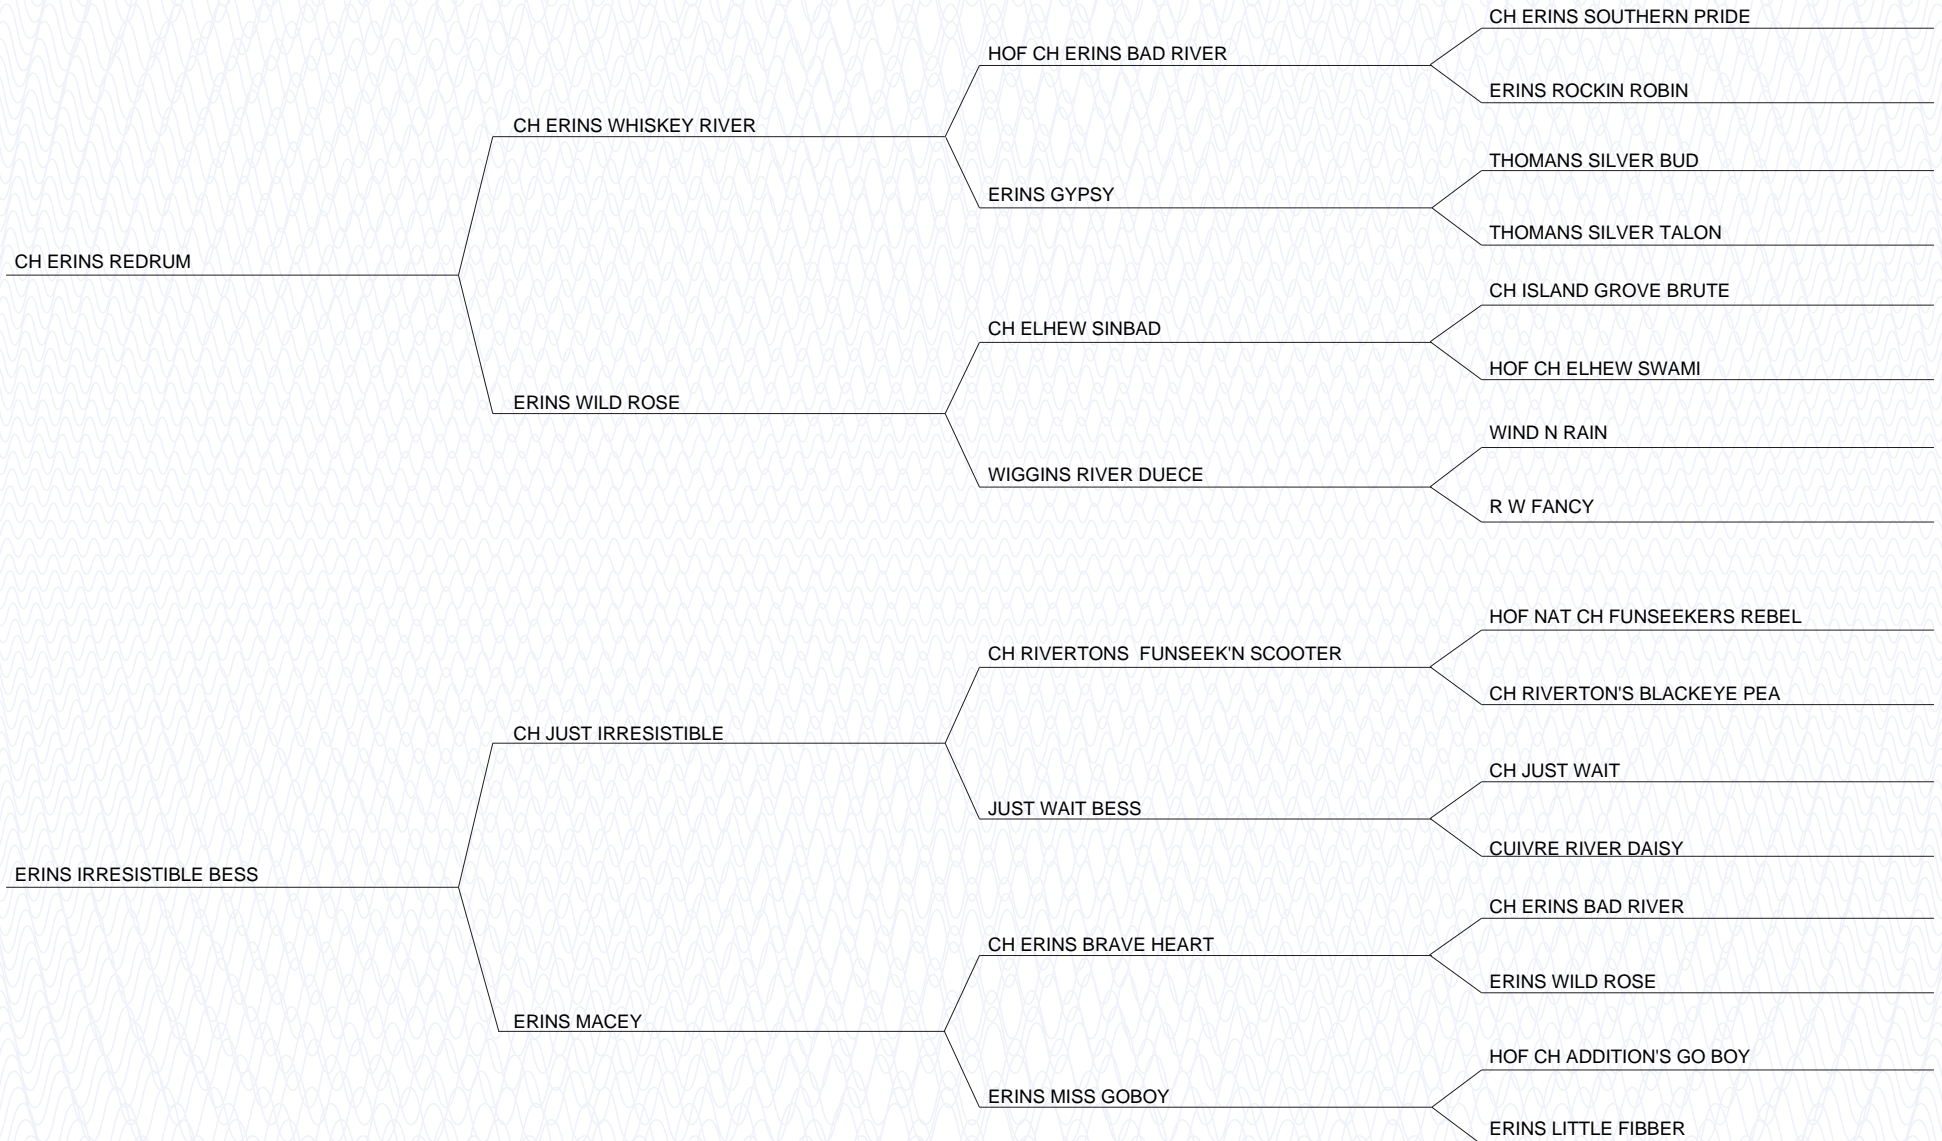 CH ERINS SOUTHERN PRIDE
HOF CH ERINS BAD RIVER
ERINS ROCKIN ROBIN
CH ERINS WHISKEY RIVER
THOMANS SILVER BUD
ERINS GYPSY
THOMANS SILVER TALON
CH ERINS REDRUM
CH ISLAND GROVE BRUTE
CH ELHEW SINBAD
HOF CH ELHEW SWAMI
ERINS WILD ROSE
WIND N RAIN
WIGGINS RIVER DUECE
R W FANCY
HOF NAT CH FUNSEEKERS REBEL
CH RIVERTONS  FUNSEEK'N SCOOTER
CH RIVERTON'S BLACKEYE PEA
CH JUST IRRESISTIBLE
CH JUST WAIT
JUST WAIT BESS
CUIVRE RIVER DAISY
ERINS IRRESISTIBLE BESS
CH ERINS BAD RIVER
CH ERINS BRAVE HEART
ERINS WILD ROSE
ERINS MACEY
HOF CH ADDITION'S GO BOY
ERINS MISS GOBOY
ERINS LITTLE FIBBER